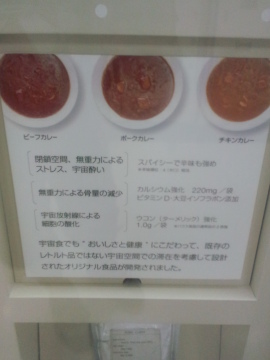 ビーフカレー
ポークカレー
チキンカレー
閉鎖空間、無重力による
ストレス、宇宙酔い
スパイシーで辛味も強め
無重力による骨量の減少
カルシウム強化 220mg／袋
ビタミンD・大豆イソフラボン添加
宇宙放射線による
細胞の酸化
ウコン（ターメリック）強化
1.0g／袋
宇宙食でも"おいしさと健康"にこだわって、既存の
レトルト品ではない宇宙空間での滞在を考慮して設計
されたオリジナル食品が開発されました。